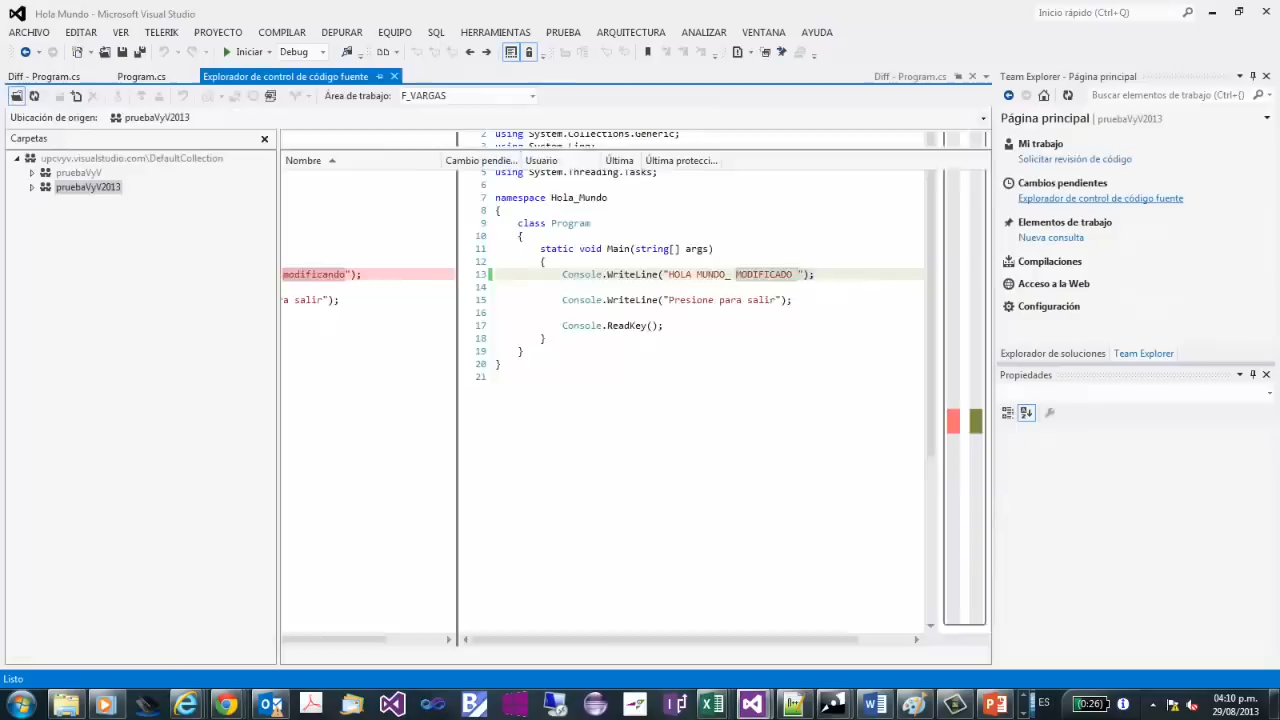 Hola Mundo - Microsoft Visual Studio
Inicio rápido (Ctrl+Q)
ARCHIVO EDITAR VER TELERIK PROYECTO COMPILAR DEPURAR EQUIPO SQL HERRAMIENTAS PRUEBA ARQUITECTURA ANALIZAR VENTANA AYUDA
Iniciar Debug
Diff - Program.cs Program.cs Explorador de control de código fuente Diff - Program.cs
Área de trabajo: F_VARGAS
Ubicación de origen: pruebaVyV2013
Carpetas
upcvyv.visualstudio.com\DefaultCollection
pruebaVyV
pruebaVyV2013
2 using System.Collections.Generic;
Nombre Cambio pendie... Usuario Última Última protecci...
5 using System.Threading.Tasks;
6
7 namespace Hola_Mundo
8 {
9 class Program
10 {
11 static void Main(string[] args)
12 {
modificando"); 13 Console.WriteLine("HOLA MUNDO_ MODIFICADO ");
14
ra salir"); 15 Console.WriteLine("Presione para salir");
16
17 Console.ReadKey();
18 }
19 }
20 }
21
Team Explorer - Página principal
Buscar elementos de trabajo (Ctrl+{)
Página principal | pruebaVyV2013
Mi trabajo
Solicitar revisión de código
Cambios pendientes
Explorador de control de código fuente
Elementos de trabajo
Nueva consulta
Compilaciones
Acceso a la Web
Configuración
Explorador de soluciones Team Explorer
Propiedades
Listo
ES (0:26) 04:10 p.m.
29/08/2013